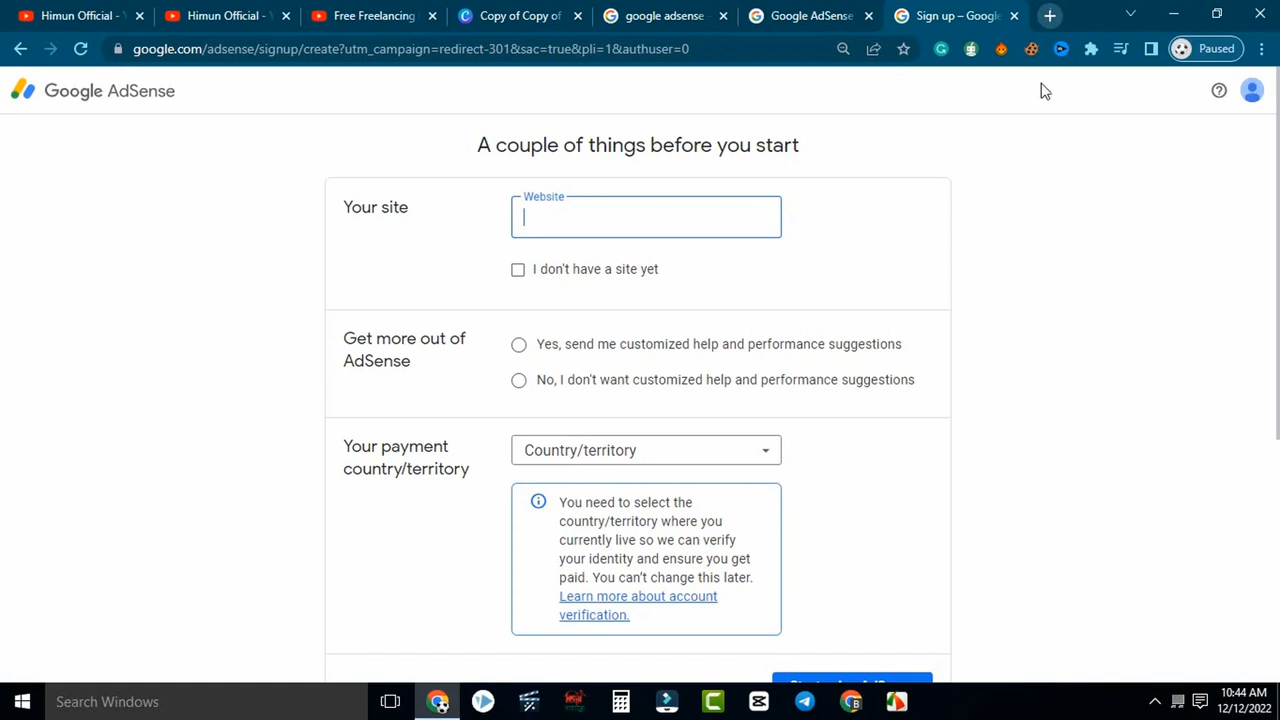 Himun Official - Y
Himun Official - Y
Free Freelancing
Copy of Copy of
google adsense -
Google AdSense
Sign up – Google
google.com/adsense/signup/create?utm_campaign=redirect-301&sac=true&pli=1&authuser=0
Paused
Google AdSense
A couple of things before you start
Your site
Website
I don't have a site yet
Get more out of
AdSense
Yes, send me customized help and performance suggestions
No, I don't want customized help and performance suggestions
Your payment
country/territory
Country/territory
You need to select the
country/territory where you
currently live so we can verify
your identity and ensure you get
paid. You can't change this later.
Learn more about account
verification.
Search Windows
10:44 AM
12/12/2022